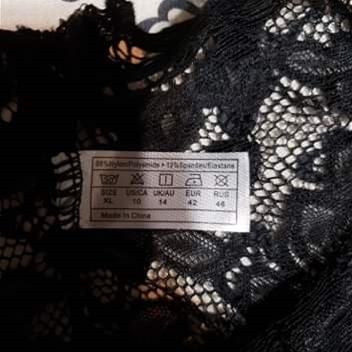 88%Nylon/Polyamide + 12%Spandex/Elastane
SIZE US/CA UK/AU EUR RUS
XL 10 14 42 48
Made In China